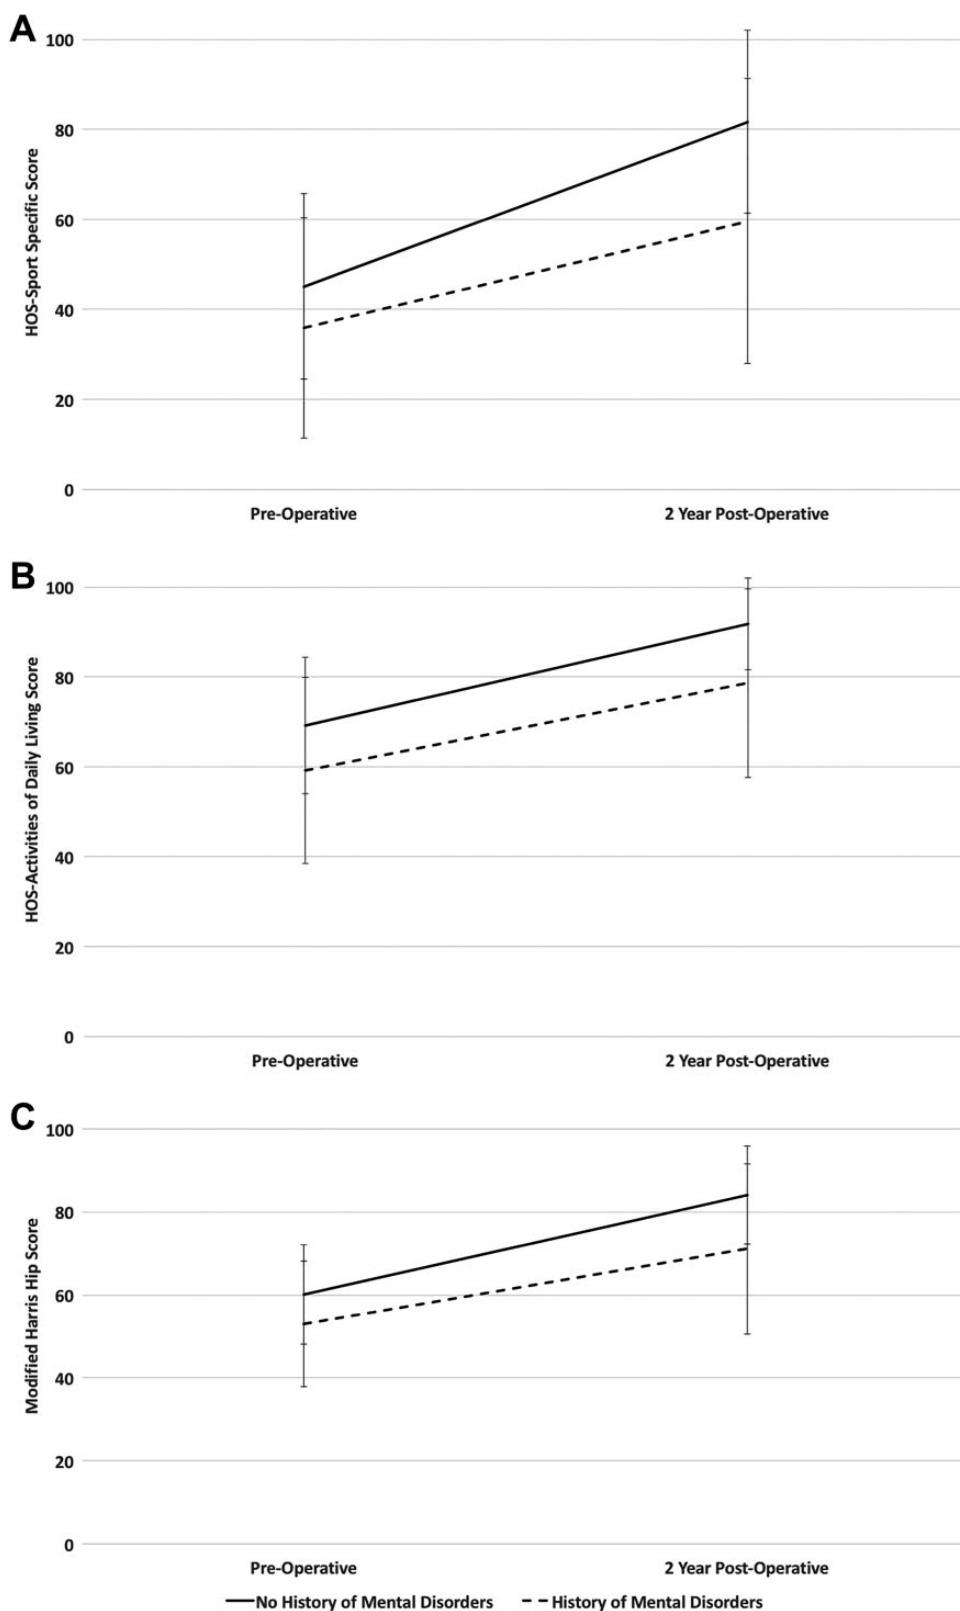 A
HOS-Sport Specific Score
100
80
60
40
20
0
Pre-Operative 2 Year Post-Operative
B
HOS-Activities of Daily Living Score
100
80
60
40
20
0
Pre-Operative 2 Year Post-Operative
C
Modified Harris Hip Score
100
80
60
40
20
0
Pre-Operative 2 Year Post-Operative
No History of Mental Disorders History of Mental Disorders